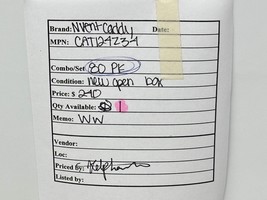 Brand: Nvent-Caddy Date:
MPN: CAT124Z34
Combo/Set: 80 PK
Condition: new open box
Price: $ 240
Qty Available: 1
Memo: WW
Vendor:
Loc:
Priced by:
Listed by: